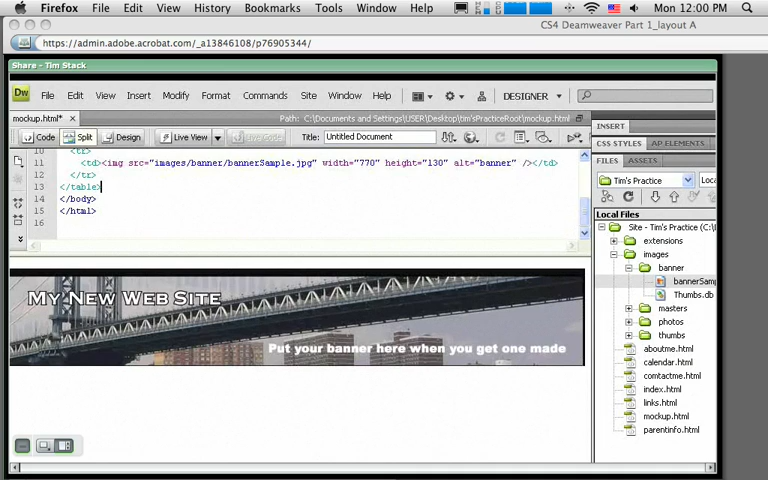 Firefox File Edit View History Bookmarks Tools Window Help Mon 12:00 PM
CS4 Deamweaver Part 1_layout A
https://admin.adobe.acrobat.com/_a13846108/p76905344/
Share - Tim Stack
Dw File Edit View Insert Modify Format Commands Site Window Help DESIGNER
mockup.html* Path: C:\Documents and Settings\USER\Desktop\tim'sPracticeRoot\mockup.html
INSERT
Code Split Design Live View Live Code Title: Untitled Document
CSS STYLES AP ELEMENTS
10 <tr>
11 <td><img src="images/banner/bannerSample.jpg" width="770" height="130" alt="banner" /></td>
12 </tr>
13 </table>
14 </body>
15 </html>
16
FILES ASSETS
Tim's Practice Loca
Local Files
Site - Tim's Practice (C:\
extensions
images
banner
bannerSamp
Thumbs.db
masters
photos
thumbs
aboutme.html
calendar.html
contactme.html
index.html
links.html
mockup.html
parentinfo.html
My New Web Site
Put your banner here when you get one made